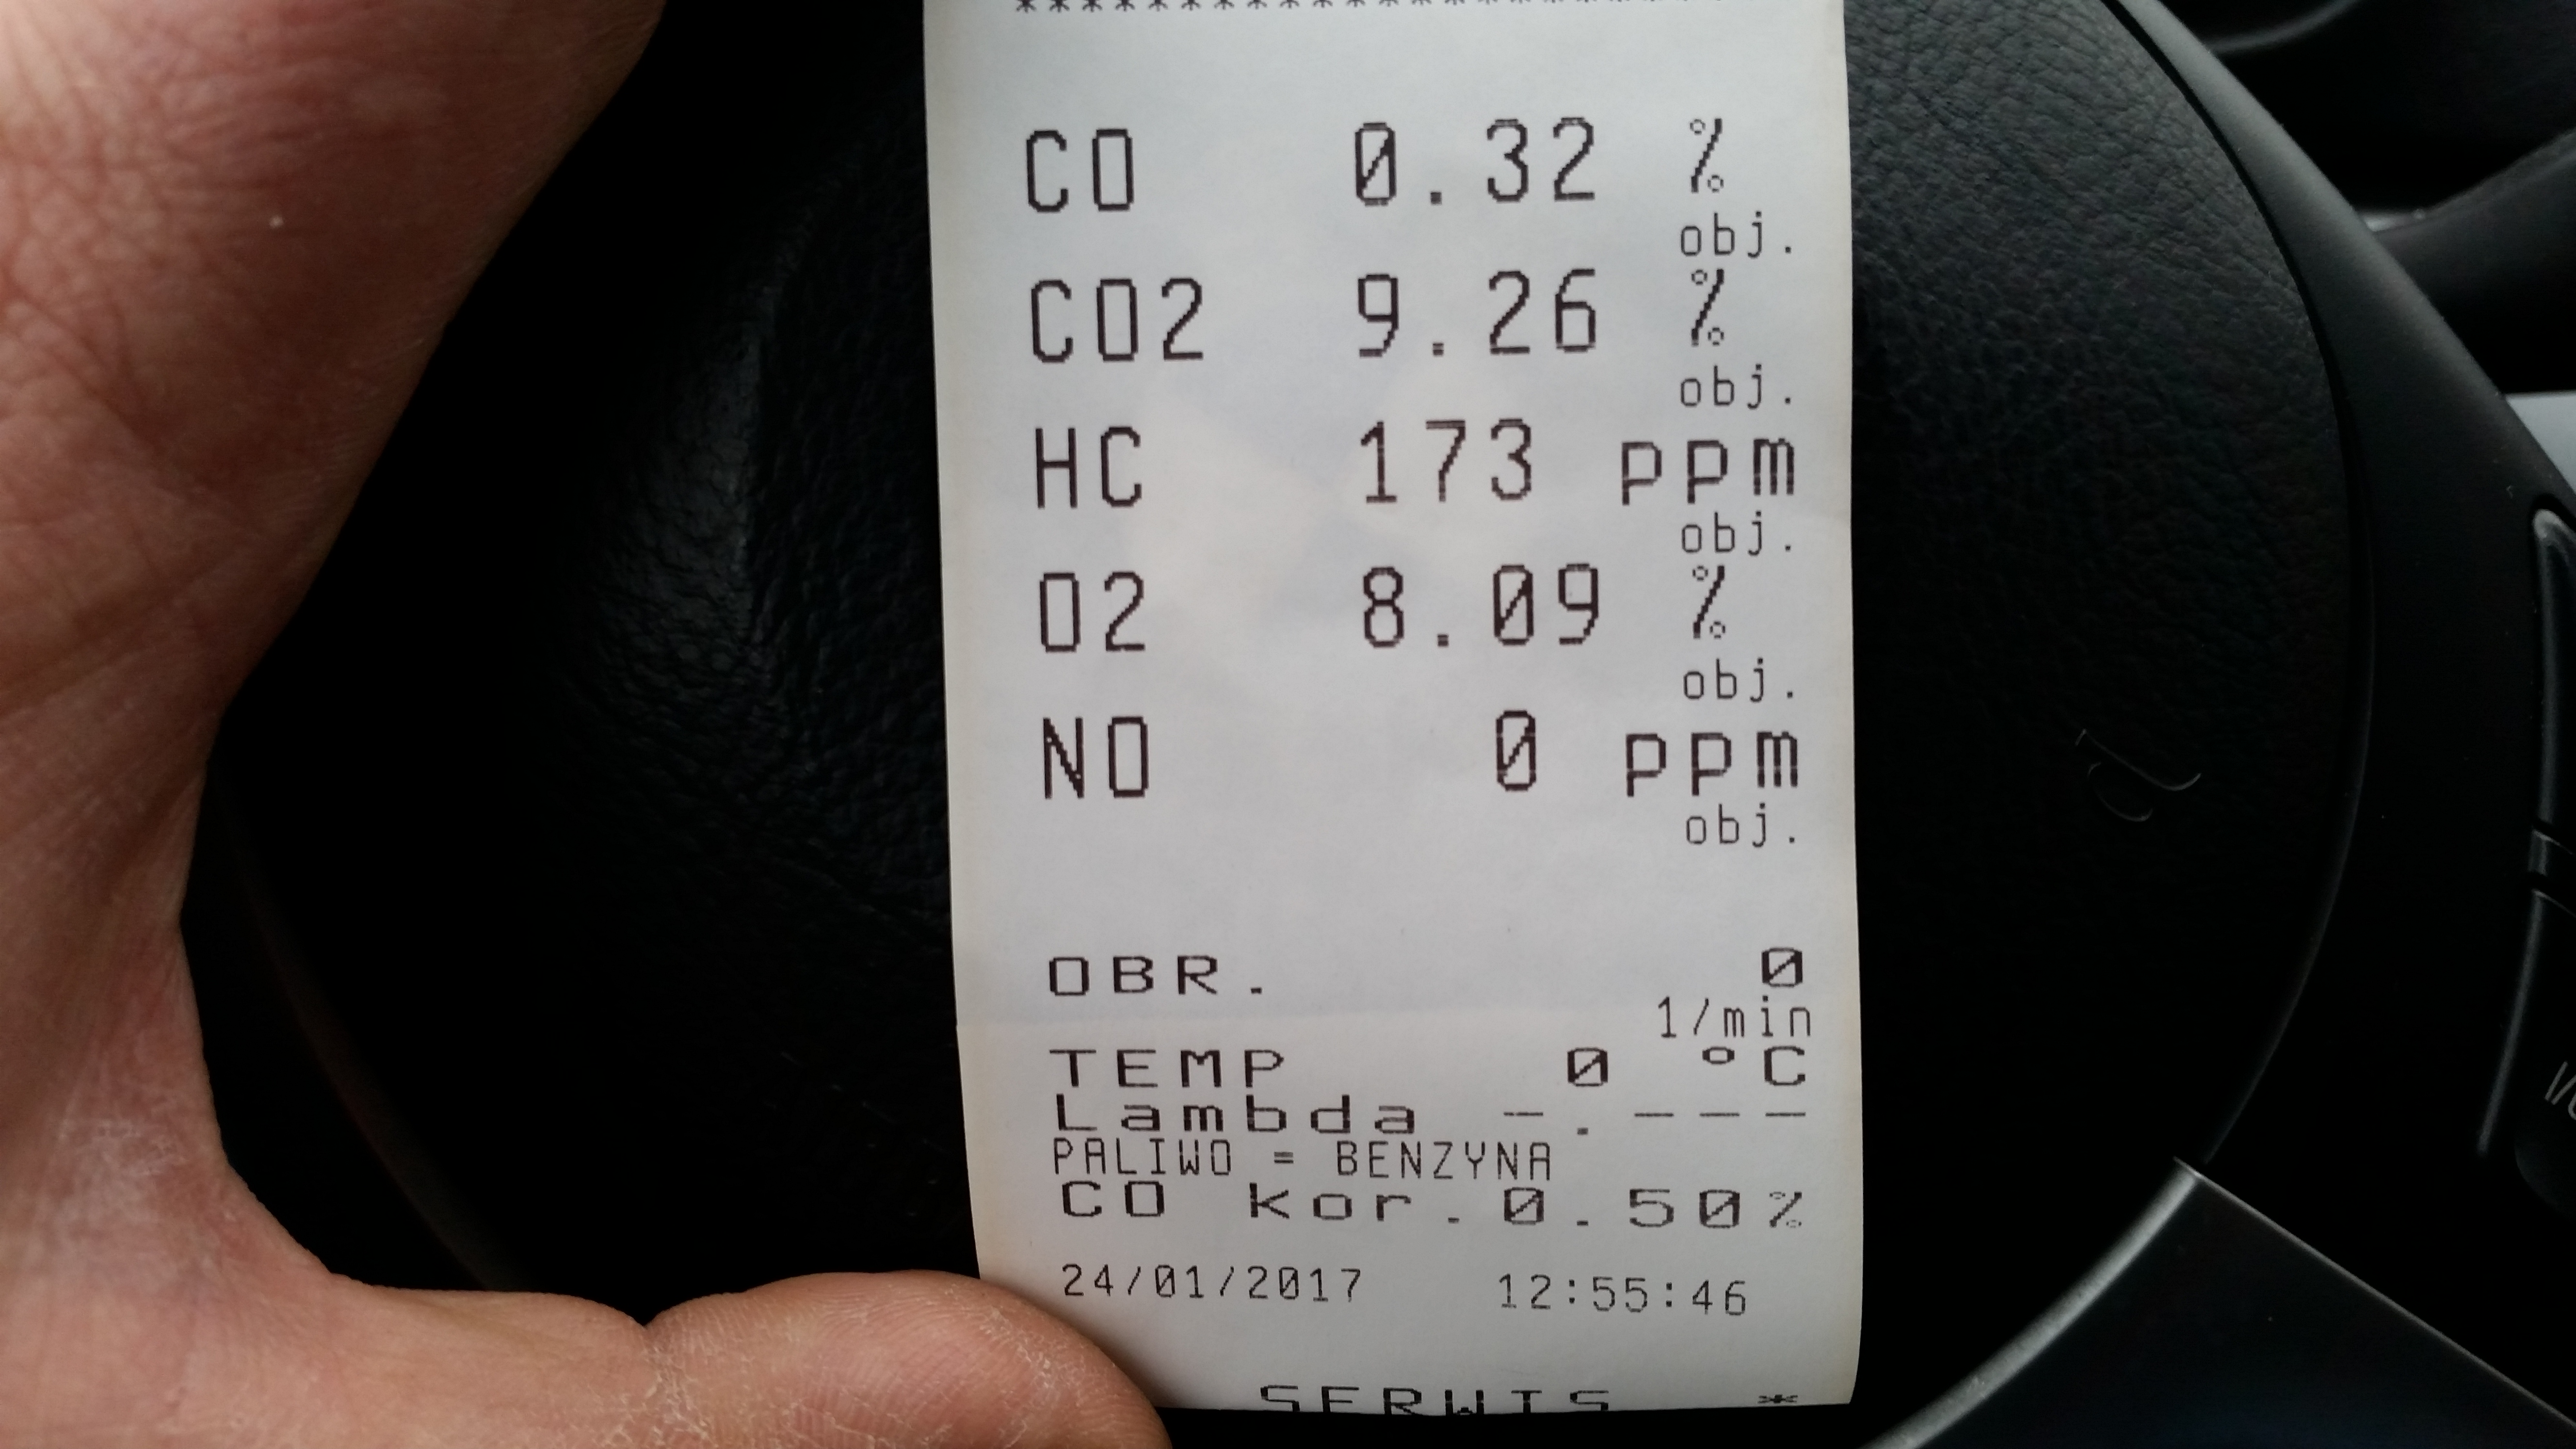 **********************
CO 0.32 %
obj.
CO2 9.26 %
obj.
HC 173 ppm
obj.
O2 8.09 %
obj.
NO 0 ppm
obj.
OBR. 0
1/min
TEMP 0 °C
Lambda -.---
PALIWO = BENZYNA
CO kor.0.50%
24/01/2017 12:55:46
SERWIS *